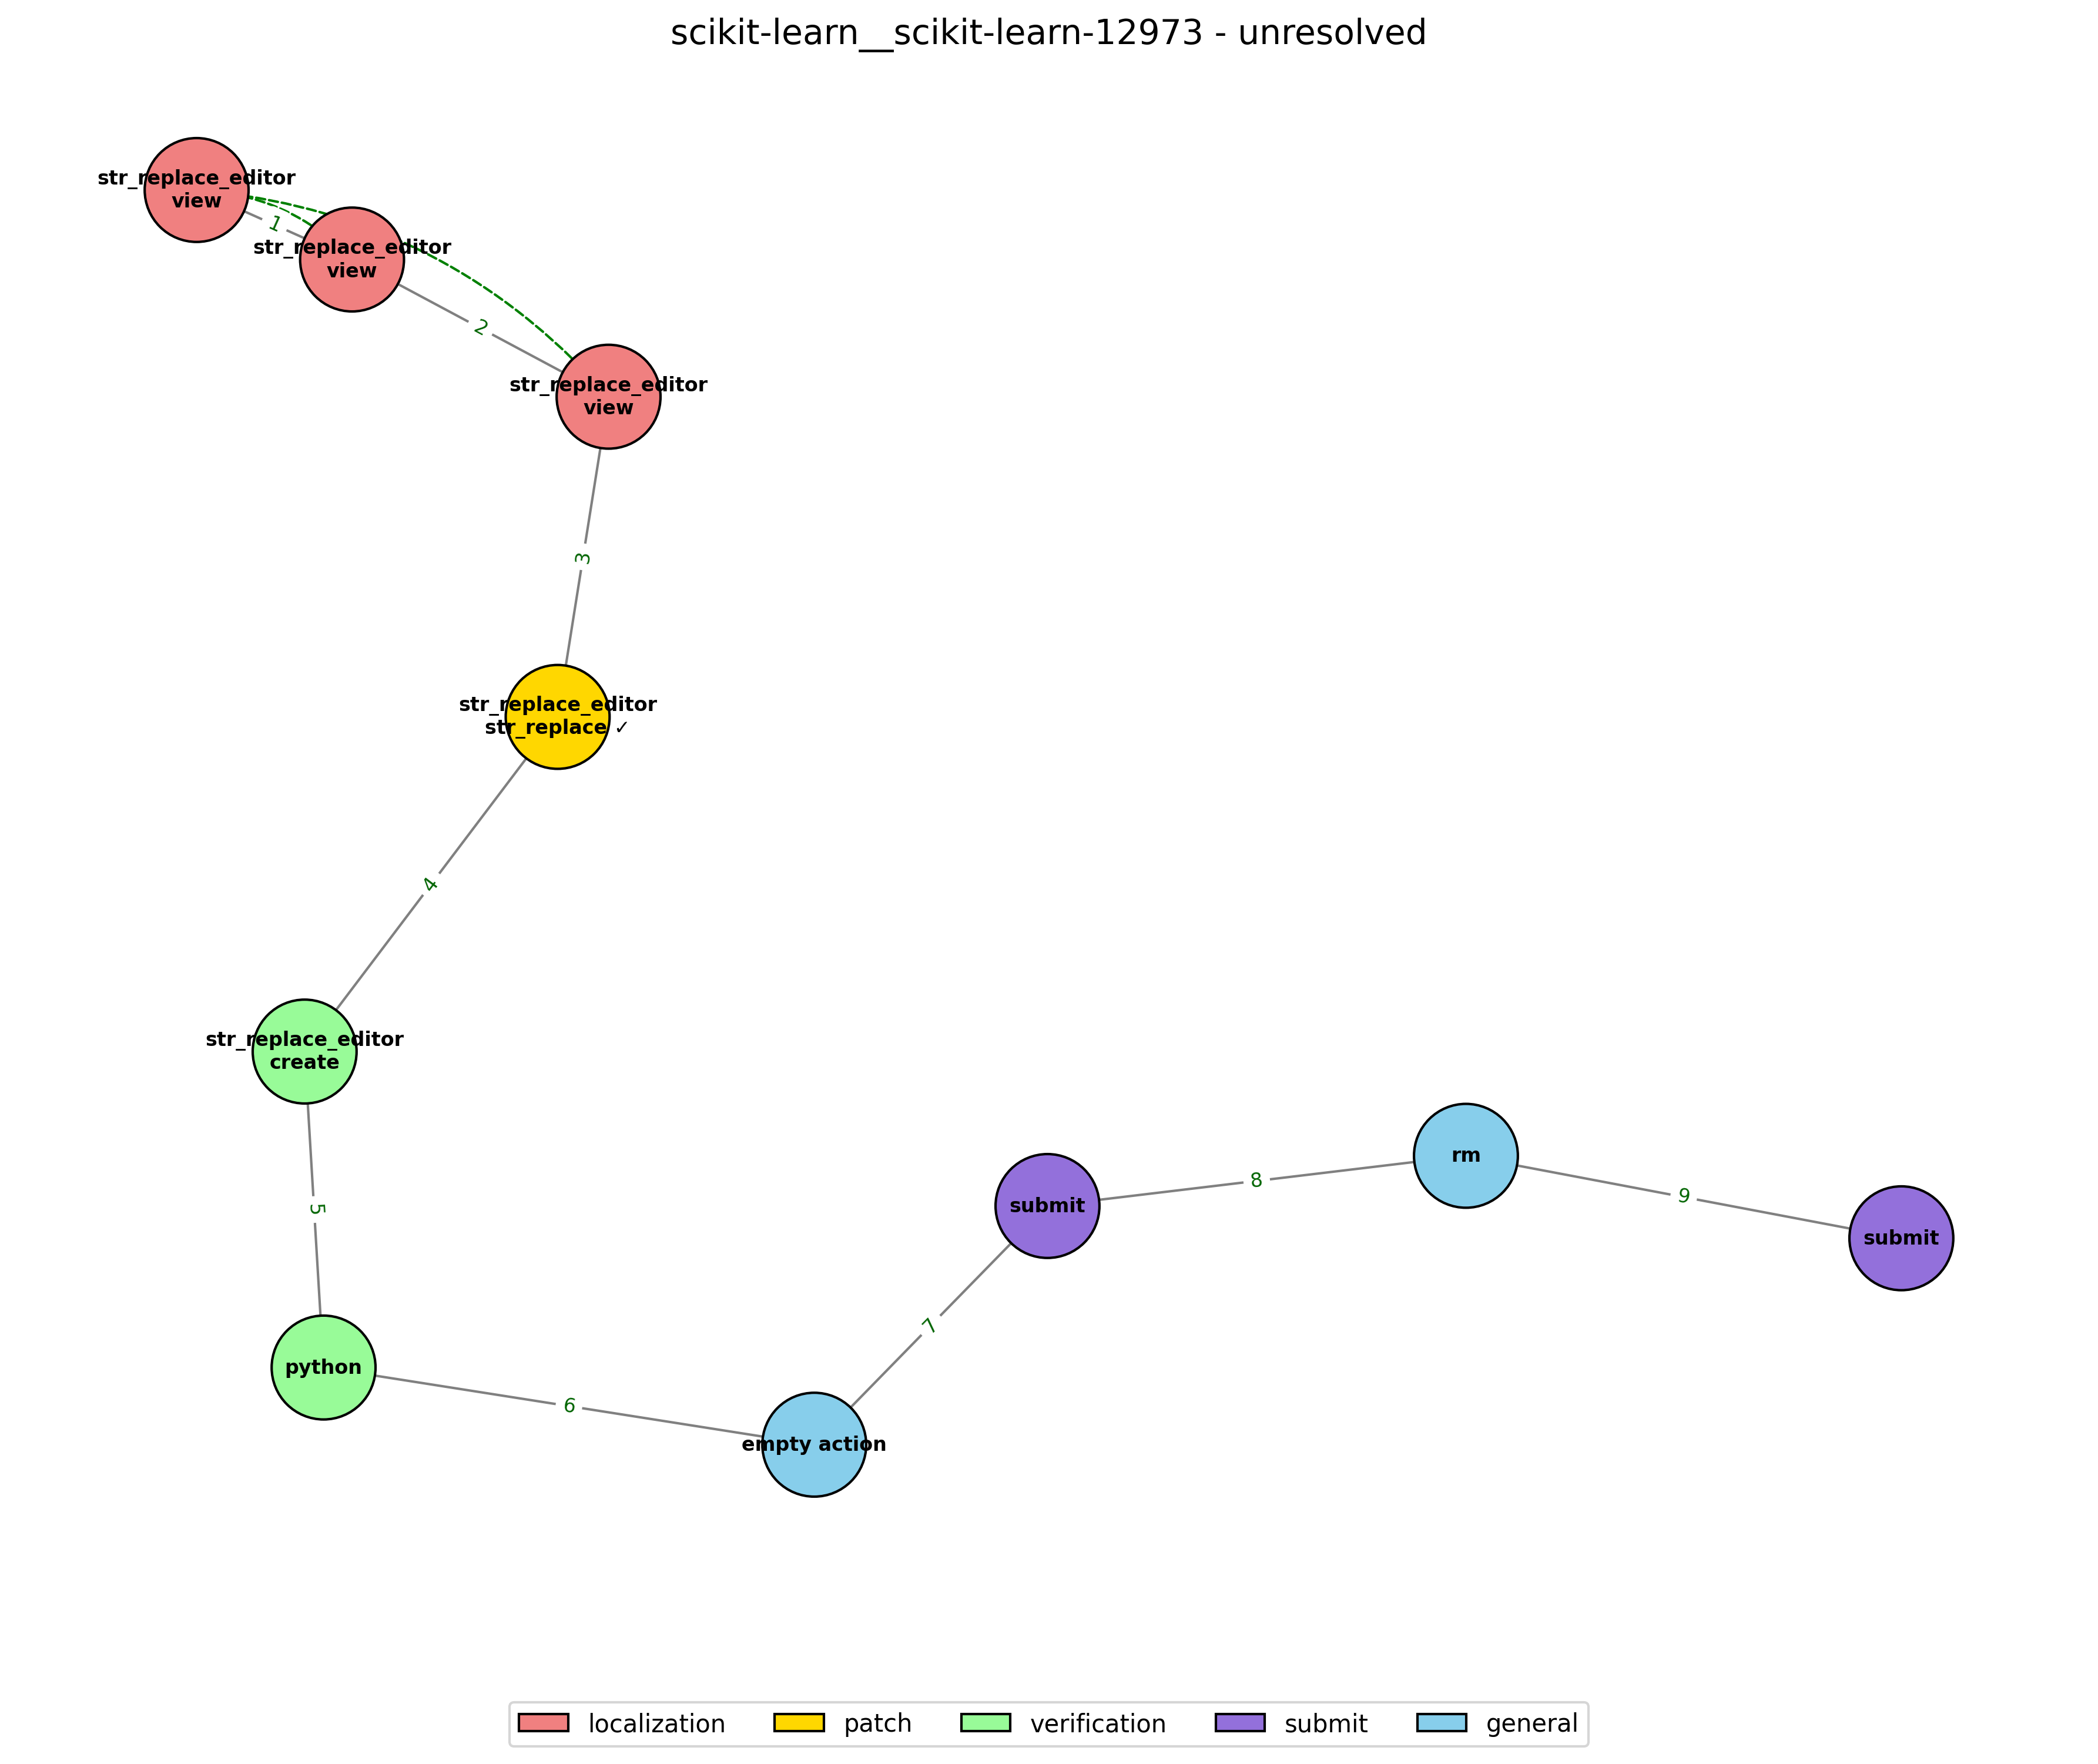 scikit-learn__scikit-learn-12973 - unresolved
str_replace_editor
view
1
str_replace_editor
view
2
str_replace_editor
view
3
str_replace_editor
str_replace ✓
4
str_replace_editor
create
5
python
6
empty action
7
submit
8
rm
9
submit
localization
patch
verification
submit
general